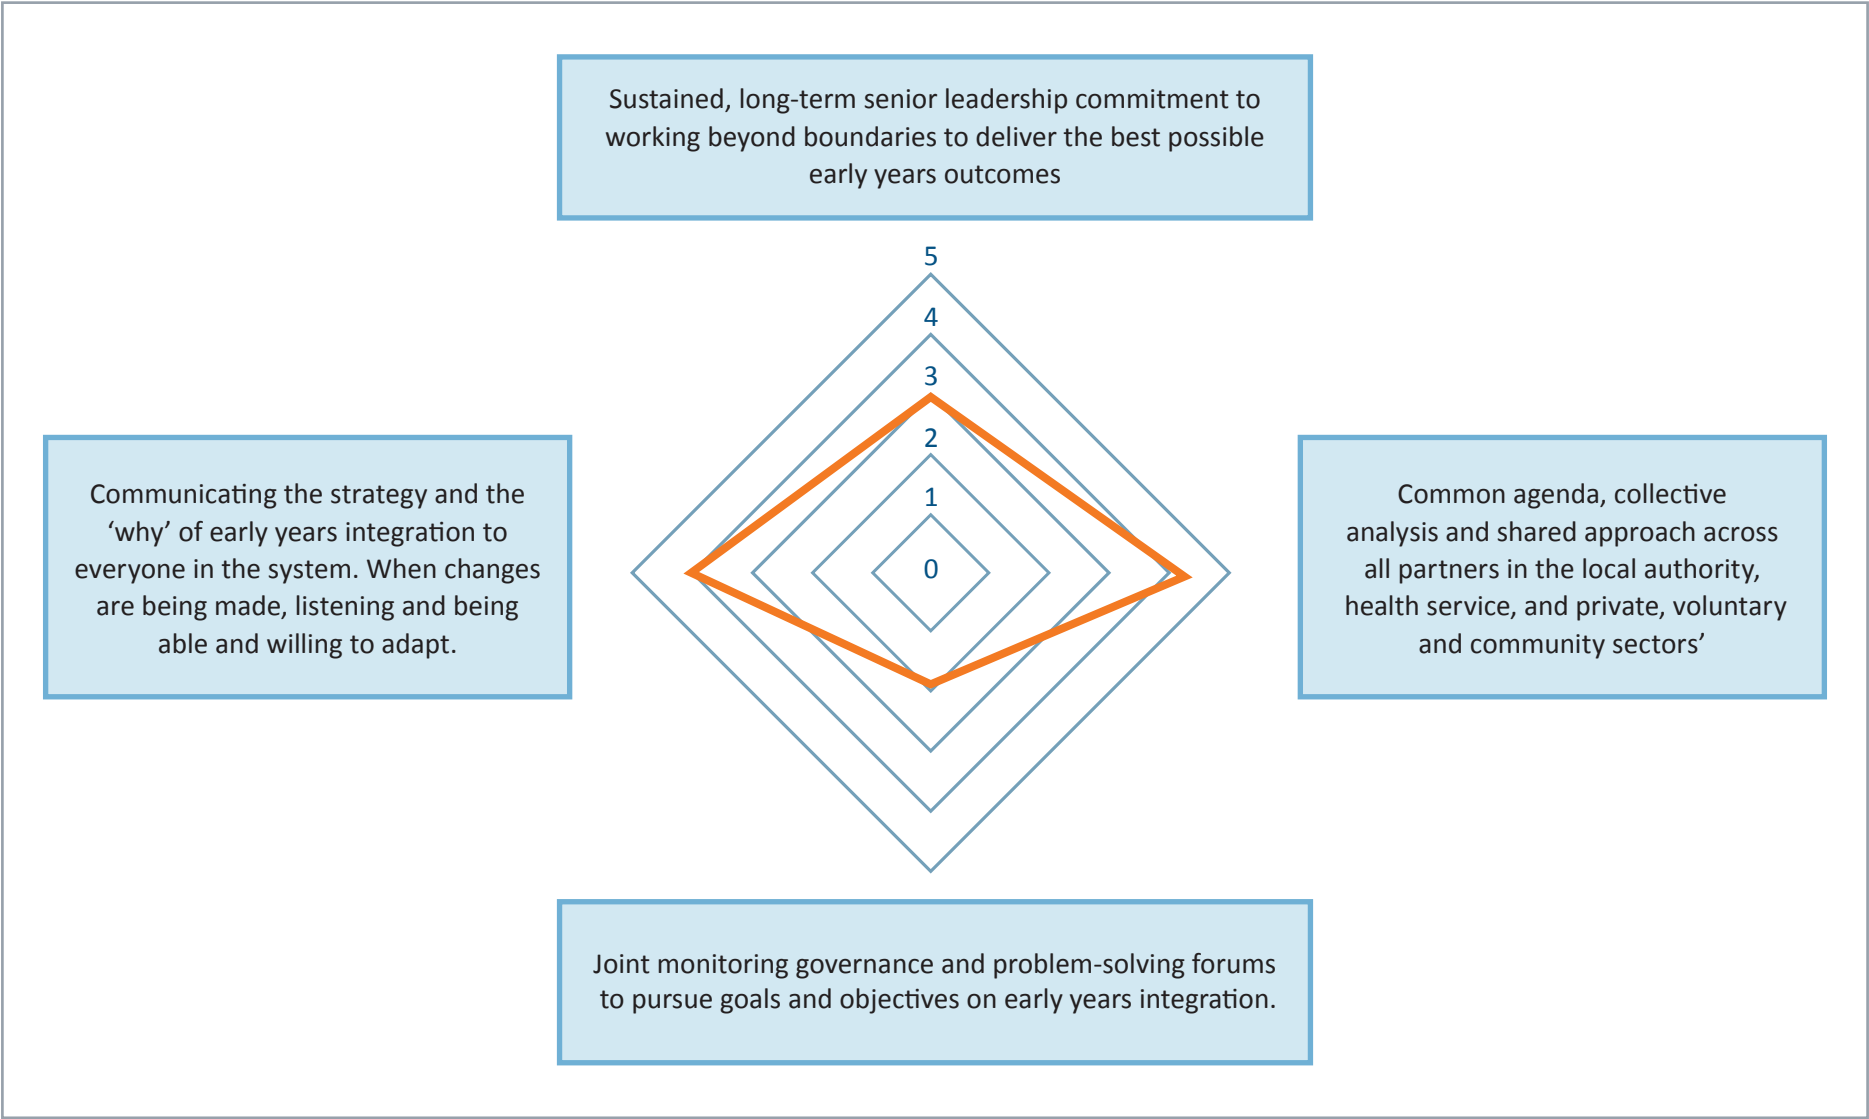 Sustained, long-term senior leadership commitment to
working beyond boundaries to deliver the best possible
early years outcomes
5
4
3
2
1
0
Communicating the strategy and the
‘why’ of early years integration to
everyone in the system. When changes
are being made, listening and being
able and willing to adapt.
Common agenda, collective
analysis and shared approach across
all partners in the local authority,
health service, and private, voluntary
and community sectors’
Joint monitoring governance and problem-solving forums
to pursue goals and objectives on early years integration.